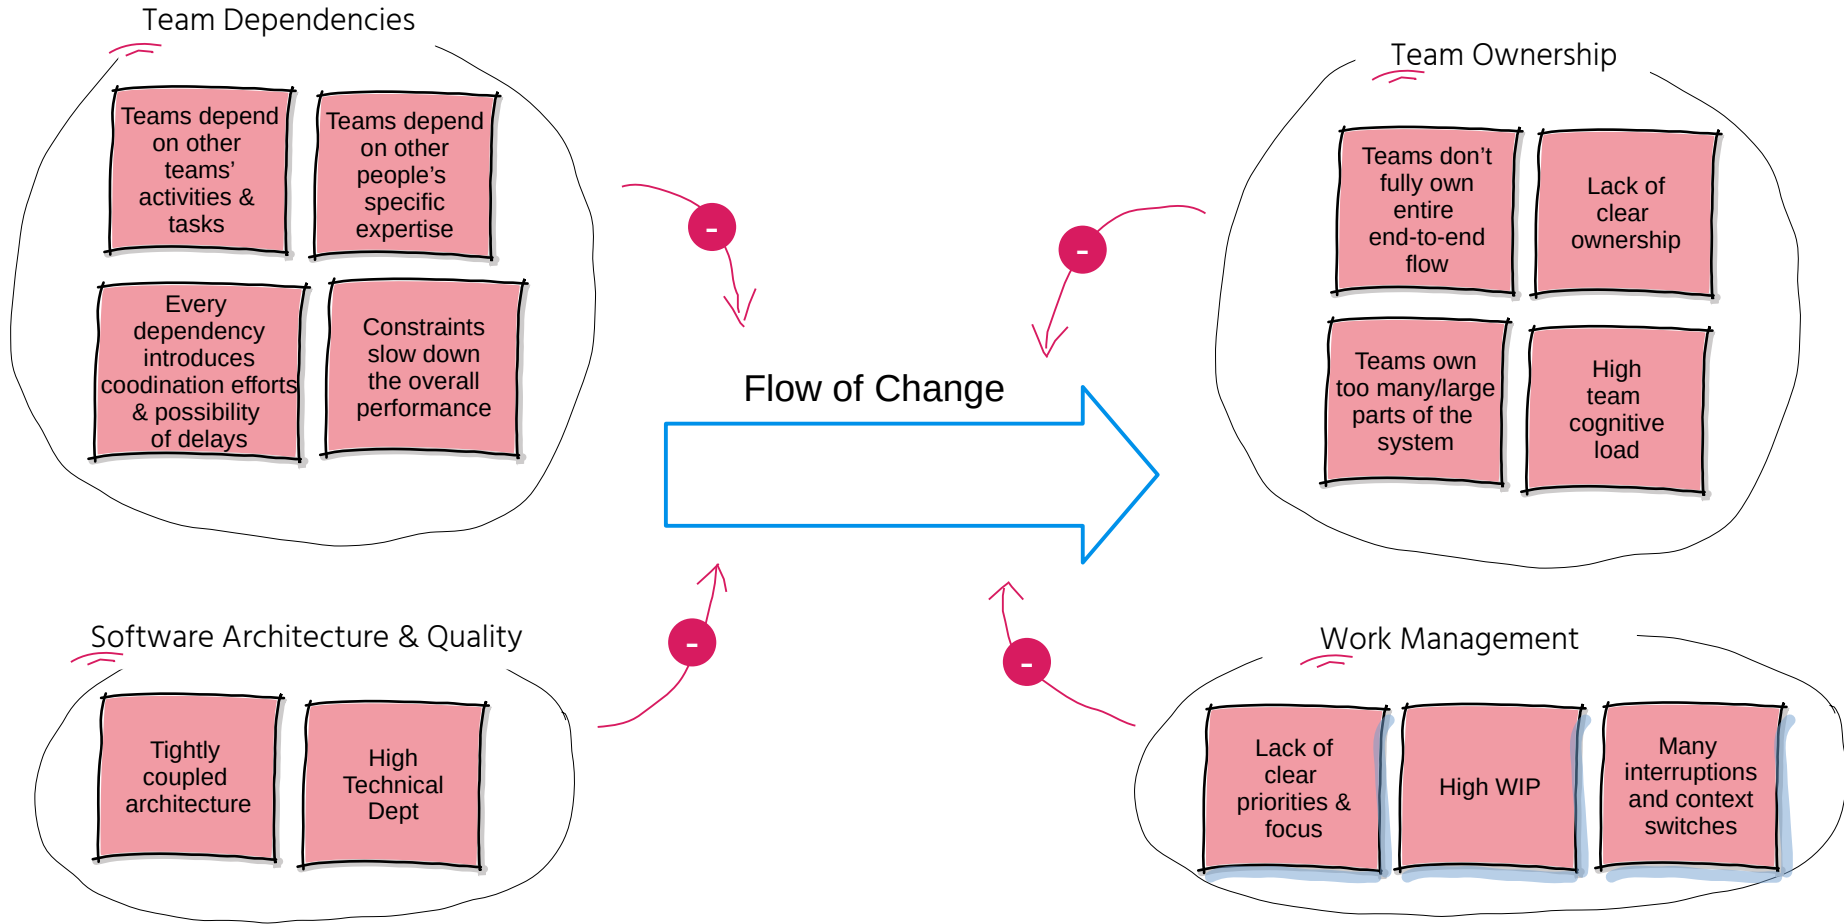 Team Dependencies
Teams depend
on other
teams'
activities &
tasks
Teams depend
on other
people's
specific
expertise
Every
dependency
introduces
coodination efforts
& possibility
of delays
Constraints
slow down
the overall
performance
-
-
Team Ownership
Teams don't
fully own
entire
end-to-end
flow
Lack of
clear
ownership
Teams own
too many/large
parts of the
system
High
team
cognitive
load
Flow of Change
Software Architecture & Quality
Tightly
coupled
architecture
High
Technical
Dept
-
-
Work Management
Lack of
clear
priorities &
focus
High WIP
Many
interruptions
and context
switches